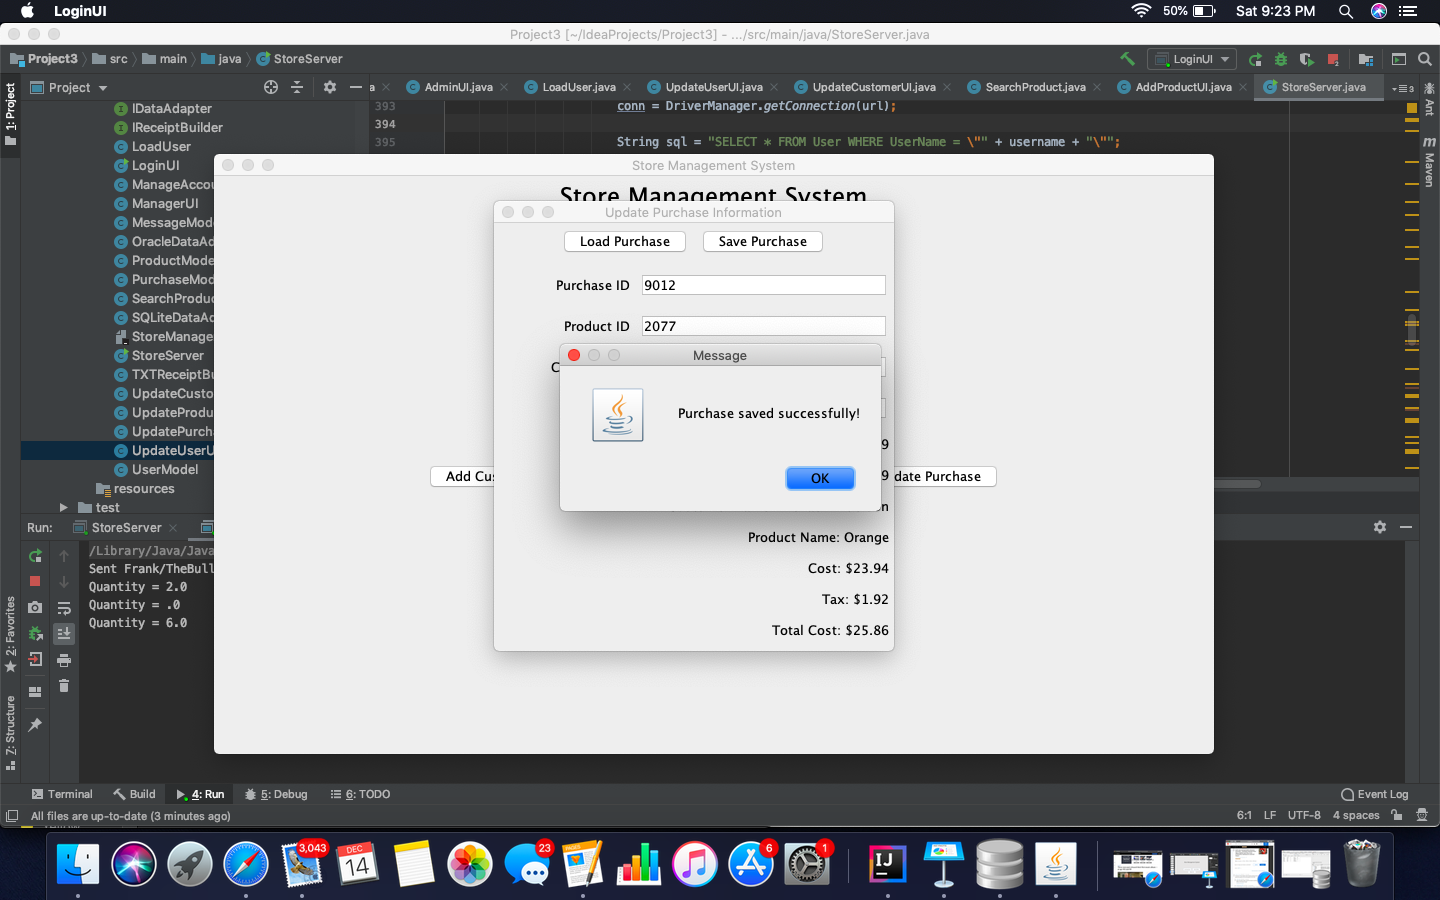 LoginUI
50%
Sat 9:23 PM
Project3 [~/IdeaProjects/Project3] - .../src/main/java/StoreServer.java
Project3
src
main
java
StoreServer
LoginUI
Project
AdminUI.java
LoadUser.java
UpdateUserUI.java
UpdateCustomerUI.java
SearchProduct.java
AddProductUI.java
StoreServer.java
1: Project
Ant
Maven
IDataAdapter
IReceiptBuilder
LoadUser
LoginUI
ManageAccou
ManagerUI
MessageMod
OracleDataAd
ProductMode
PurchaseMod
SearchProduc
SQLiteDataAd
StoreManage
StoreServer
TXTReceiptBu
UpdateCusto
UpdateProdu
UpdatePurch
UpdateUserU
UserModel
resources
test
393
conn = DriverManager.getConnection(url);
394
395
String sql = "SELECT * FROM User WHERE UserName = \"" + username + "\"";
Store Management System
Store Management System
Add Cus
date Purchase
Update Purchase Information
Load Purchase
Save Purchase
Purchase ID
9012
Product ID
2077
C
9
9
n
Product Name: Orange
Cost: $23.94
Tax: $1.92
Total Cost: $25.86
Message
Purchase saved successfully!
OK
Run:
StoreServer
/Library/Java/Java
Sent Frank/TheBull
Quantity = 2.0
Quantity = .0
Quantity = 6.0
2: Favorites
7: Structure
Terminal
Build
4: Run
5: Debug
6: TODO
Event Log
All files are up-to-date (3 minutes ago)
6:1
LF
UTF-8
4 spaces
3,043
DEC
14
23
6
1
IJ